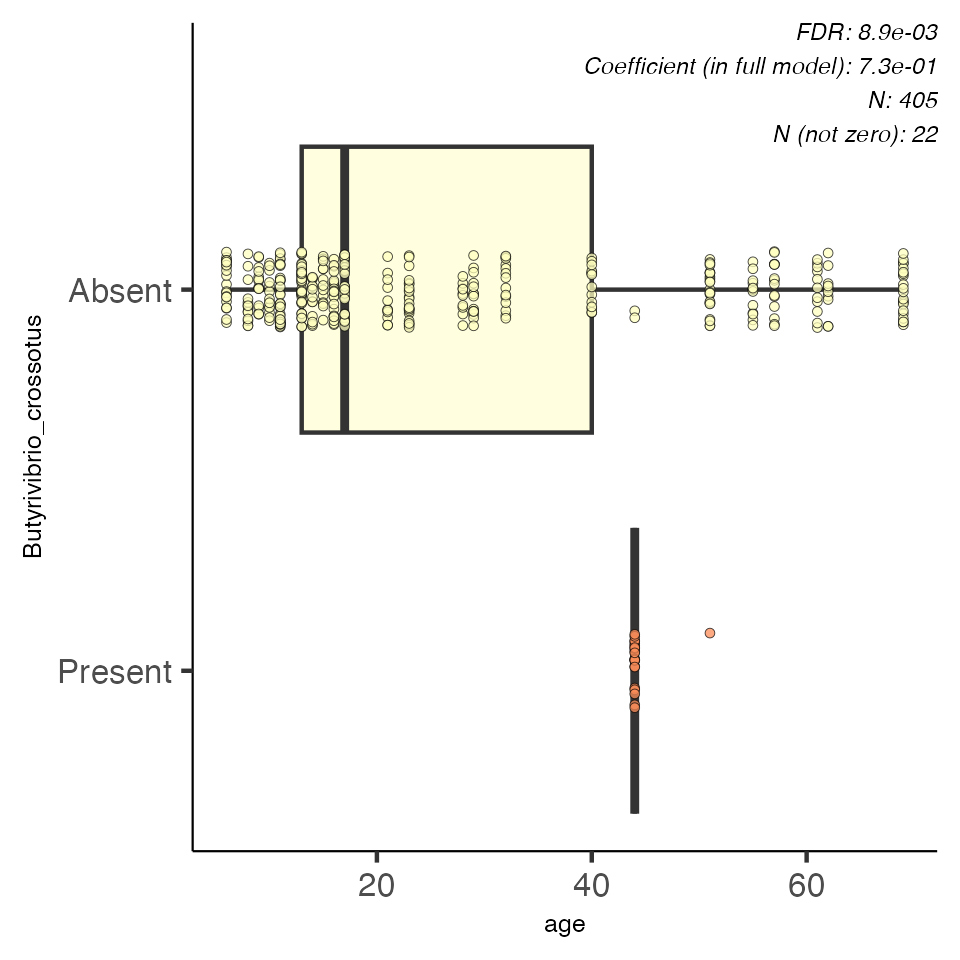 FDR: 8.9e-03
Coefficient (in full model): 7.3e-01
N: 405
N (not zero): 22
Butyrivibrio_crossotus
Absent
Present
20 40 60
age